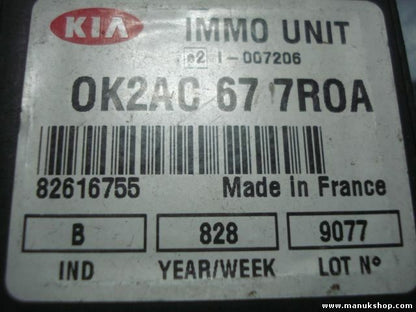 KIA IMMO UNIT
e2 I-007206
OK2AC 67 7ROA
82616755 Made in France
B 828 9077
IND YEAR/WEEK LOT N°
www.manukshop.com